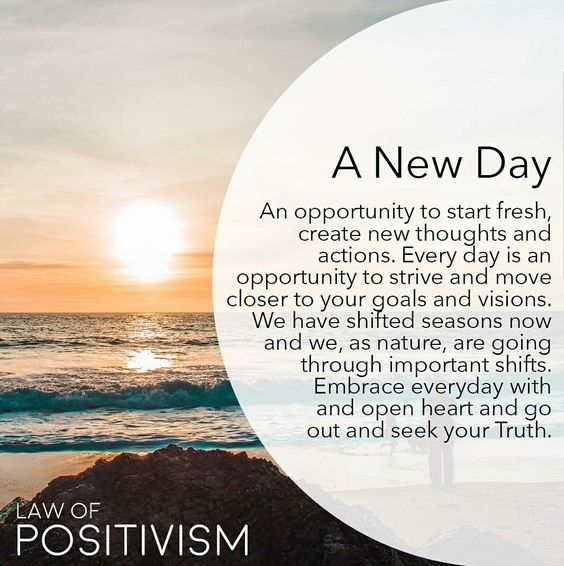 A New Day
An opportunity to start fresh,
create new thoughts and
actions. Every day is an
opportunity to strive and move
closer to your goals and visions.
We have shifted seasons now
and we, as nature, are going
through important shifts.
Embrace everyday with
and open heart and go
out and seek your Truth.
LAW OF
POSITIVISM